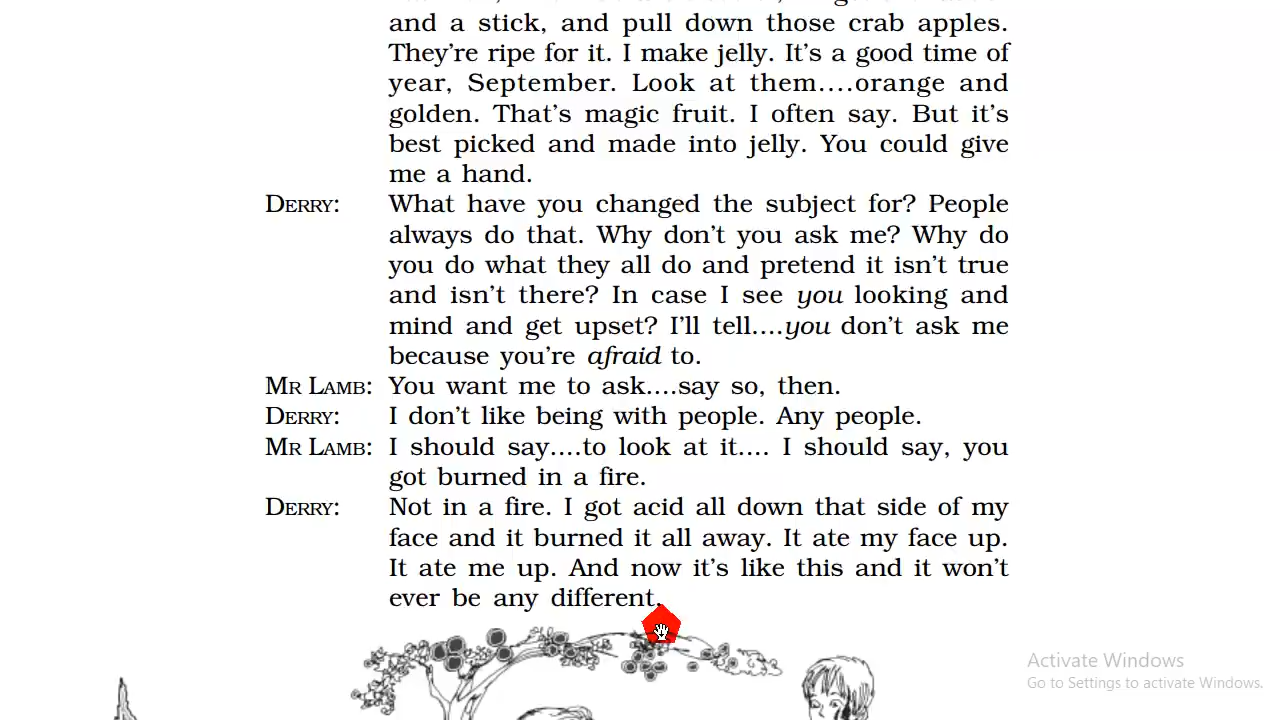 and a stick, and pull down those crab apples.
They're ripe for it. I make jelly. It's a good time of
year, September. Look at them....orange and
golden. That's magic fruit. I often say. But it's
best picked and made into jelly. You could give
me a hand.
DERRY: What have you changed the subject for? People
always do that. Why don't you ask me? Why do
you do what they all do and pretend it isn't true
and isn't there? In case I see you looking and
mind and get upset? I'll tell....you don't ask me
because you're afraid to.
MR LAMB: You want me to ask....say so, then.
DERRY: I don't like being with people. Any people.
MR LAMB: I should say....to look at it.... I should say, you
got burned in a fire.
DERRY: Not in a fire. I got acid all down that side of my
face and it burned it all away. It ate my face up.
It ate me up. And now it's like this and it won't
ever be any different.
Activate Windows
Go to Settings to activate Windows.